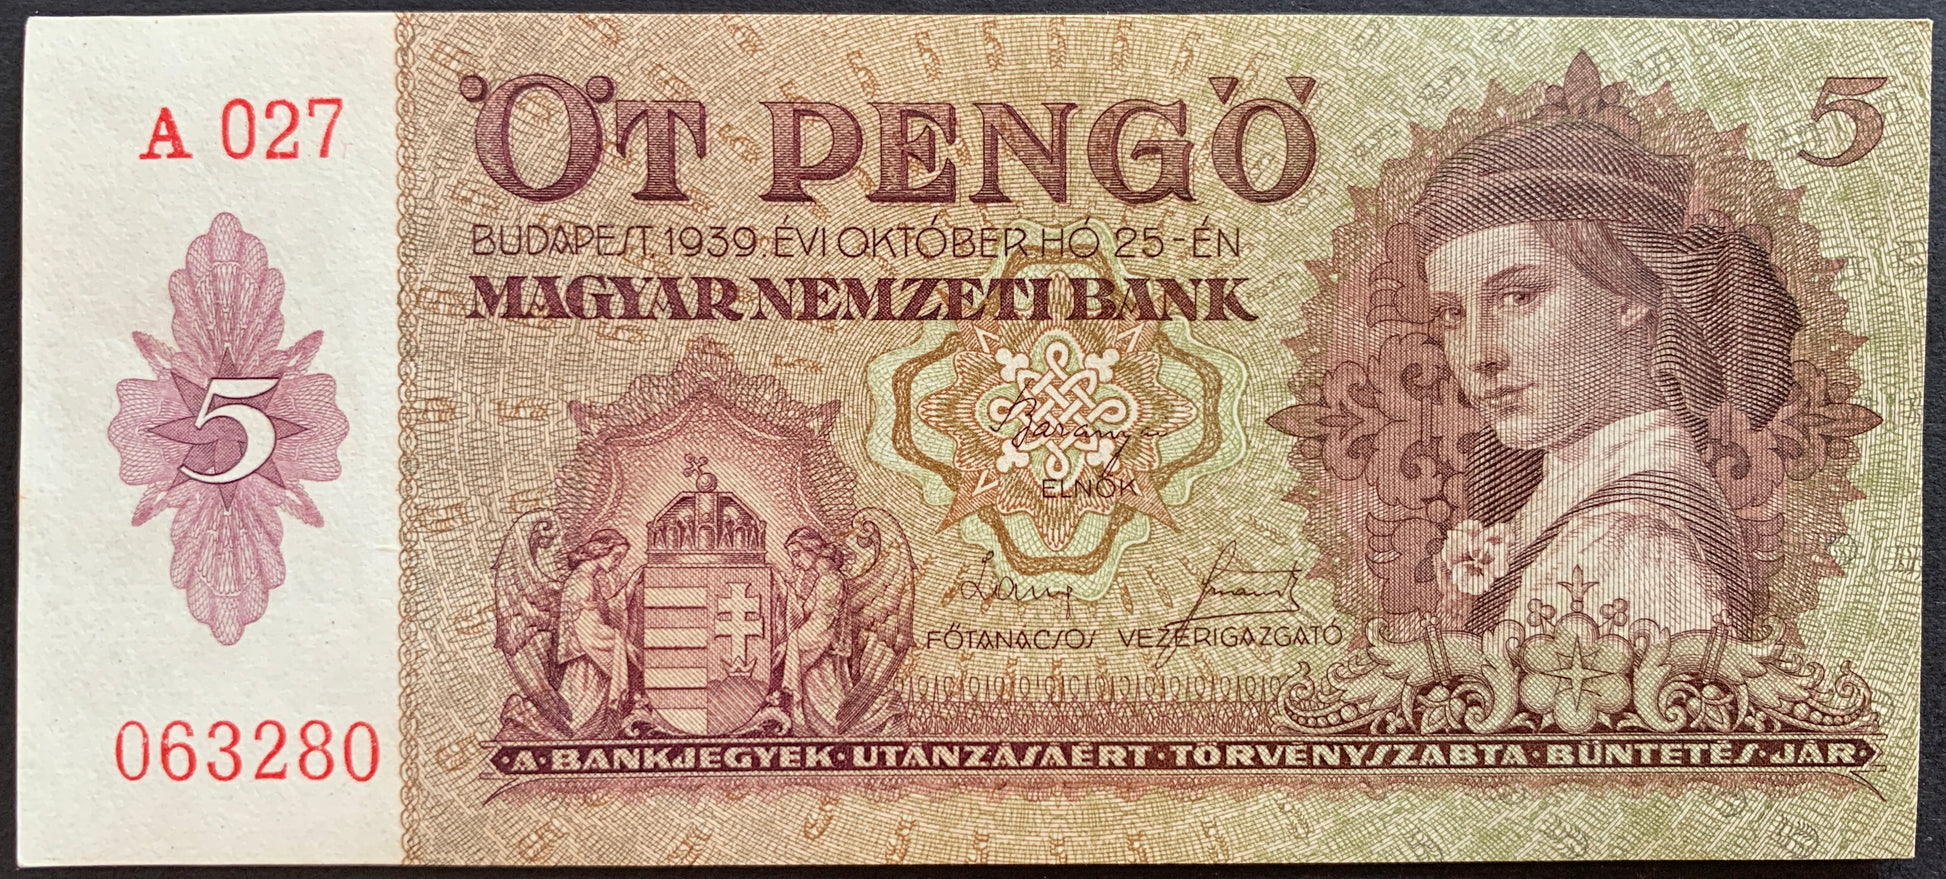 A 027
ÖT PENGŐ
5
BUDAPEST, 1939. ÉVI OKTÓBER HÓ 25-ÉN
MAGYAR NEMZETI BANK
5
Baranyai
ELNÖK
FŐTANÁCSOS VEZÉRIGAZGATÓ
063280
·A·BANKJEGYEK·UTÁNZÁSÁÉRT·TÖRVÉNYSZABTA·BÜNTETÉS·JÁR·